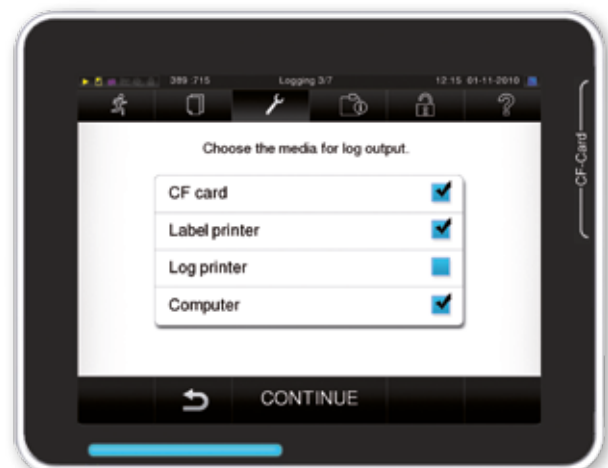 389 :715 Logging 3/7 12:15 01-11-2010
Choose the media for log output.
CF card
Label printer
Log printer
Computer
CONTINUE
CF-Card